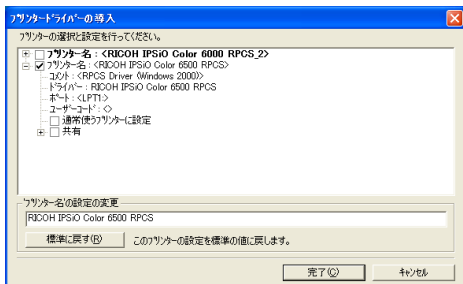 プリンタードライバーの導入
プリンターの選択と設定を行ってください。
プリンター名 : <RICOH IPSiO Color 6000 RPCS_2>
プリンター名 : <RICOH IPSiO Color 6500 RPCS>
コメント : <RPCS Driver (Windows 2000)>
ドライバー : RICOH IPSiO Color 6500 RPCS
ポート : <LPT1:>
ユーザーコード : <>
通常使うプリンターに設定
共有
'プリンター名'の設定の変更
RICOH IPSiO Color 6500 RPCS
標準に戻す(R) このプリンターの設定を標準の値に戻します。
完了(C) キャンセル